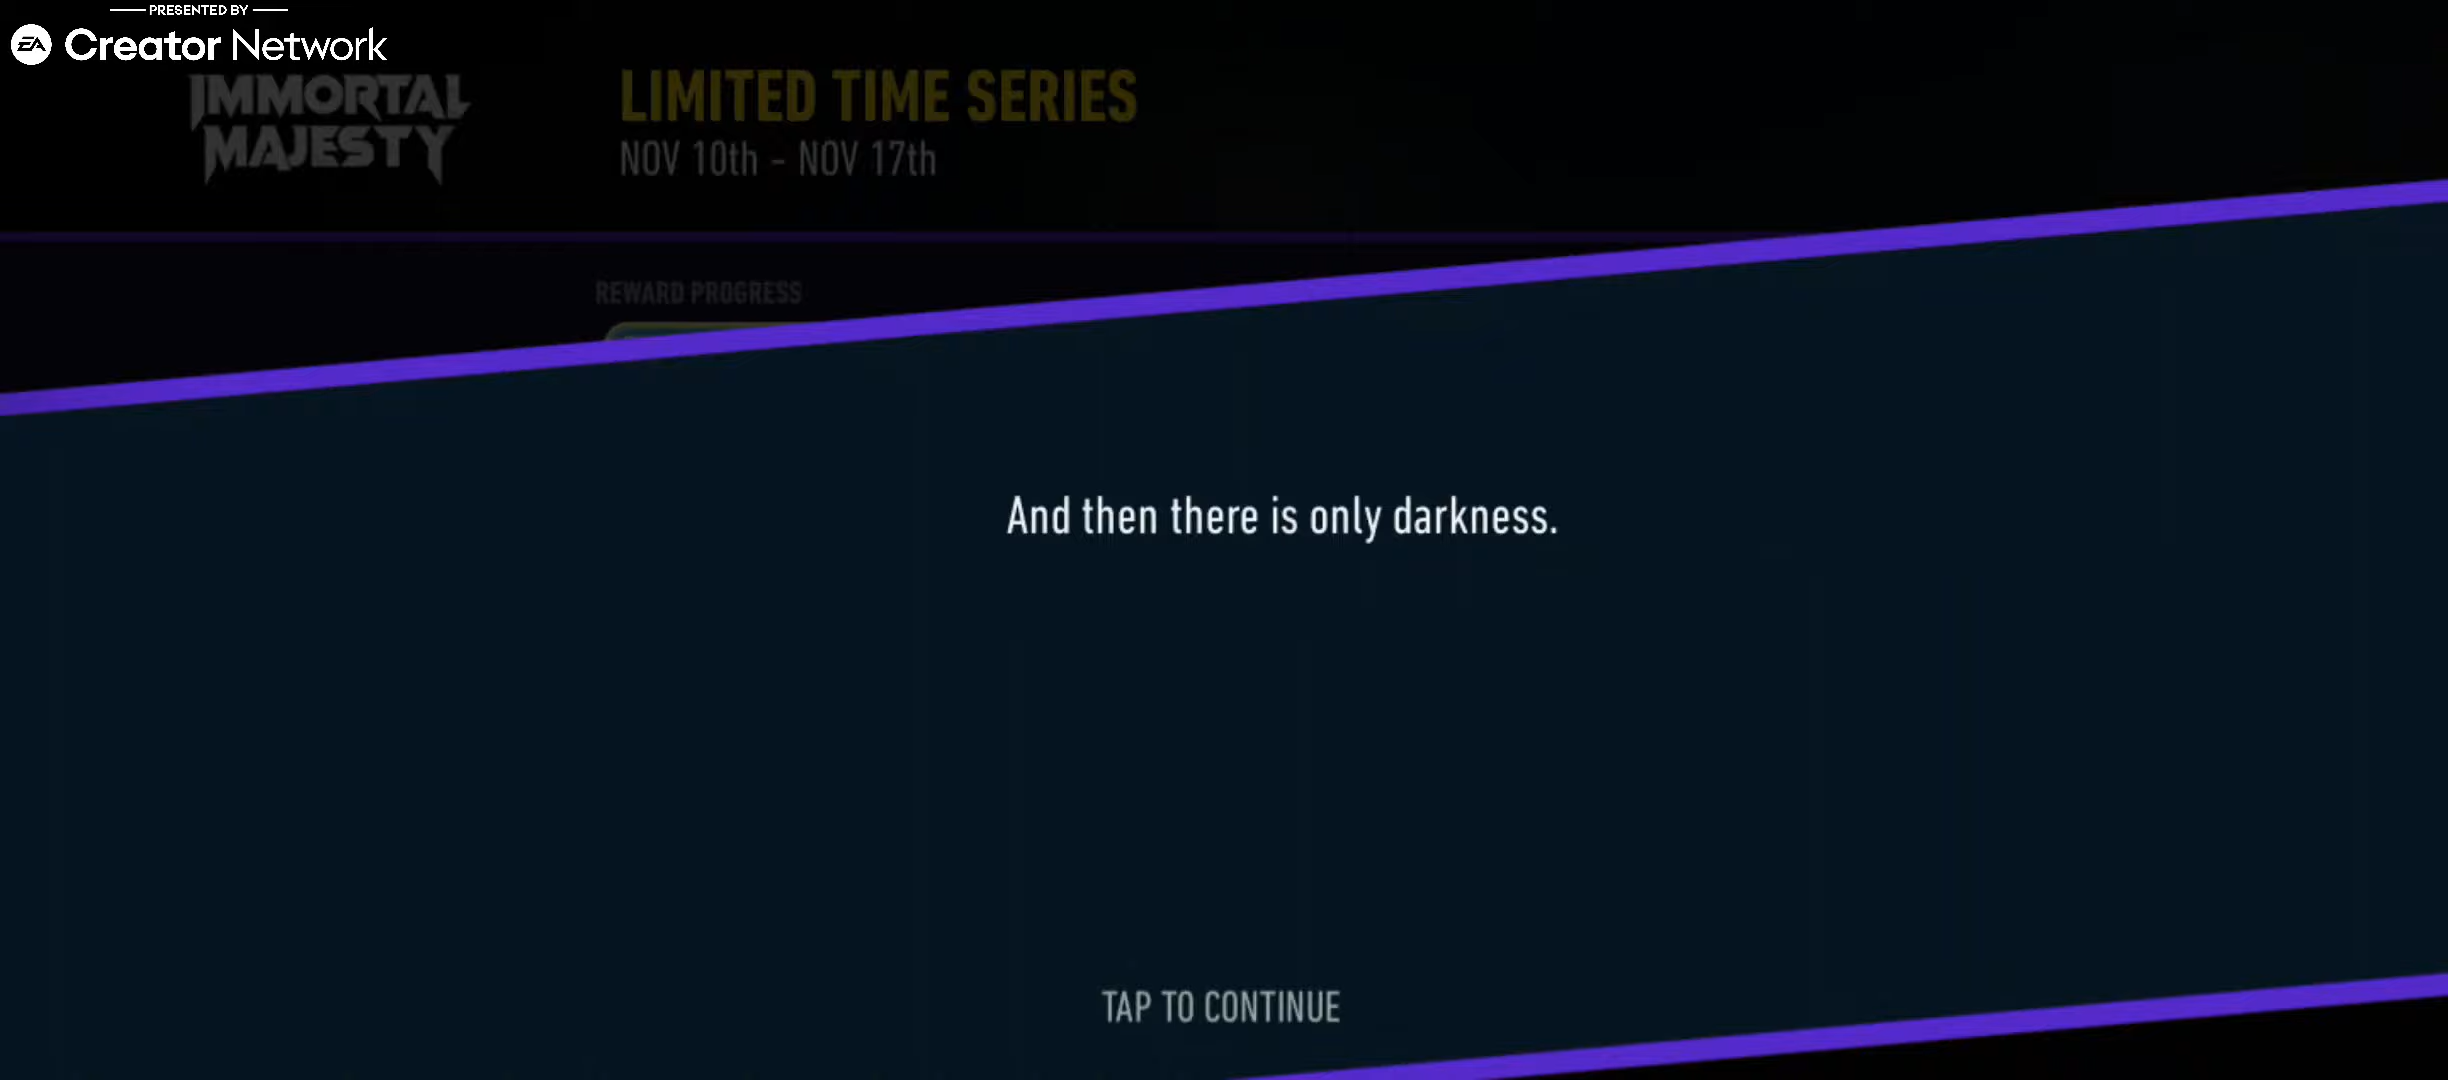 PRESENTED BY
EA Creator Network
IMMORTAL
MAJESTY
LIMITED TIME SERIES
NOV 10th - NOV 17th
REWARD PROGRESS
And then there is only darkness.
TAP TO CONTINUE